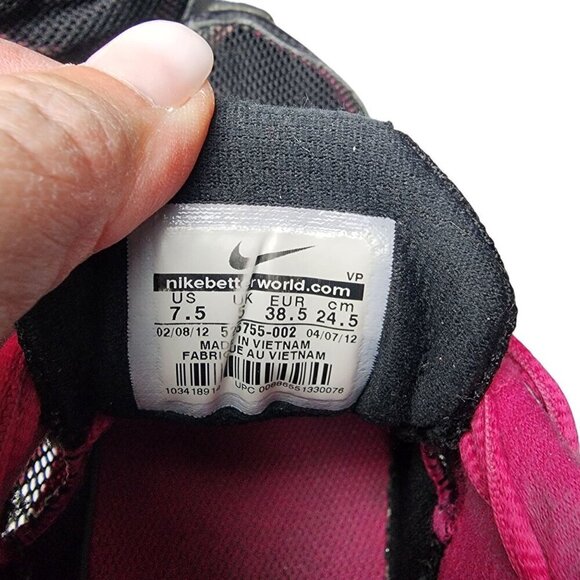 VP
nikebetterworld.com
US UK EUR cm
7.5 38.5 24.5
02/08/12 04/07/12
MADE IN VIETNAM
FABRIQUE AU VIETNAM
UPC